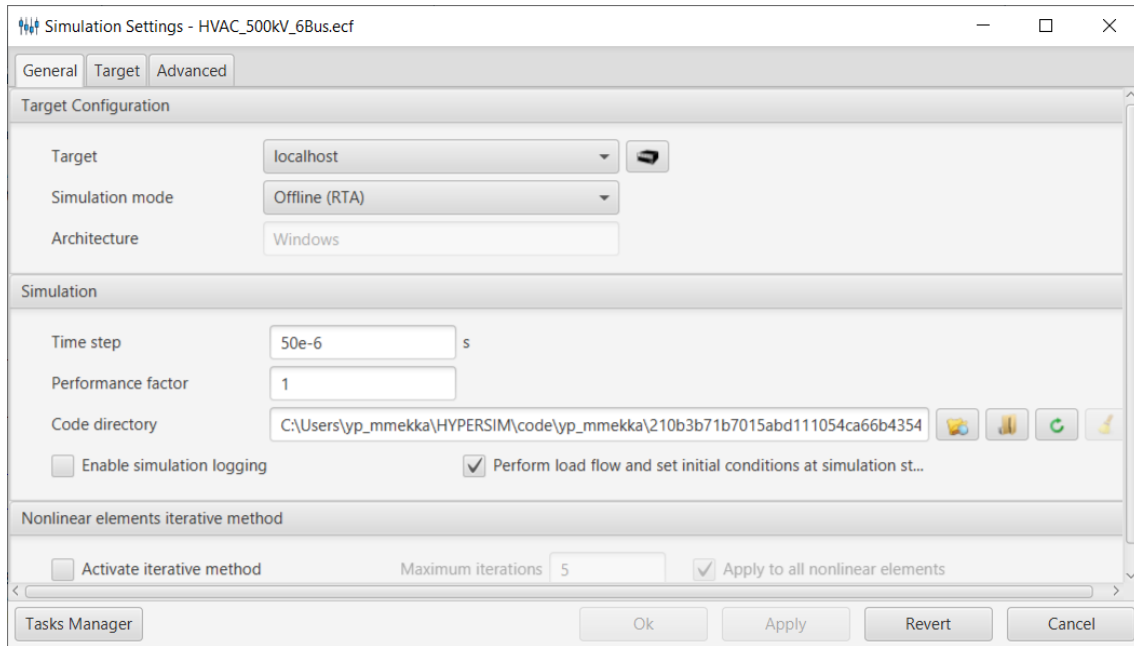 Simulation Settings - HVAC_500kV_6Bus.ecf
General Target Advanced
Target Configuration
Target localhost
Simulation mode Offline (RTA)
Architecture Windows
Simulation
Time step 50e-6 s
Performance factor 1
Code directory C:\Users\yp_mmekka\HYPERSIM\code\yp_mmekka\210b3b71b7015abd111054ca66b4354
Enable simulation logging Perform load flow and set initial conditions at simulation st...
Nonlinear elements iterative method
Activate iterative method Maximum iterations 5 Apply to all nonlinear elements
Tasks Manager Ok Apply Revert Cancel